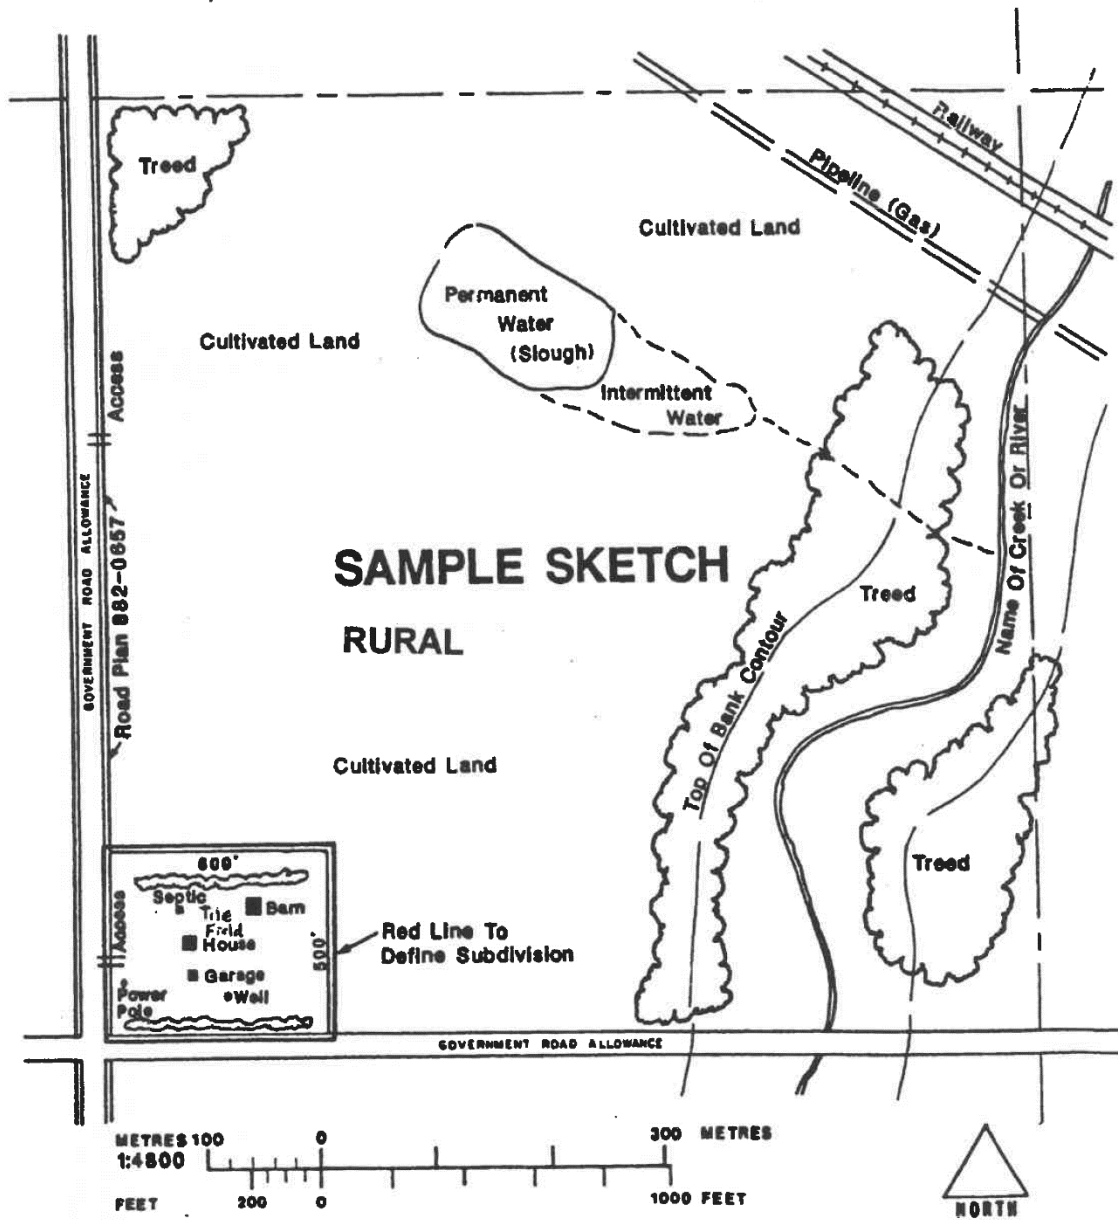 Railway
Treed
Pipeline (Gas)
Cultivated Land
Permanent
Water
(Slough)
Cultivated Land
Access
Intermittent
Water
Name Of Creek Or River
GOVERNMENT ROAD ALLOWANCE
Road Plan 882-0657
SAMPLE SKETCH
RURAL
Treed
Top Of Bank Contour
Cultivated Land
600'
Treed
Septic
Tile
Field
Barn
Access
House
500'
Red Line To
Define Subdivision
Garage
Well
Power
Pole
GOVERNMENT ROAD ALLOWANCE
METRES 100 0 300 METRES
1:4800
FEET 200 0 1000 FEET
NORTH